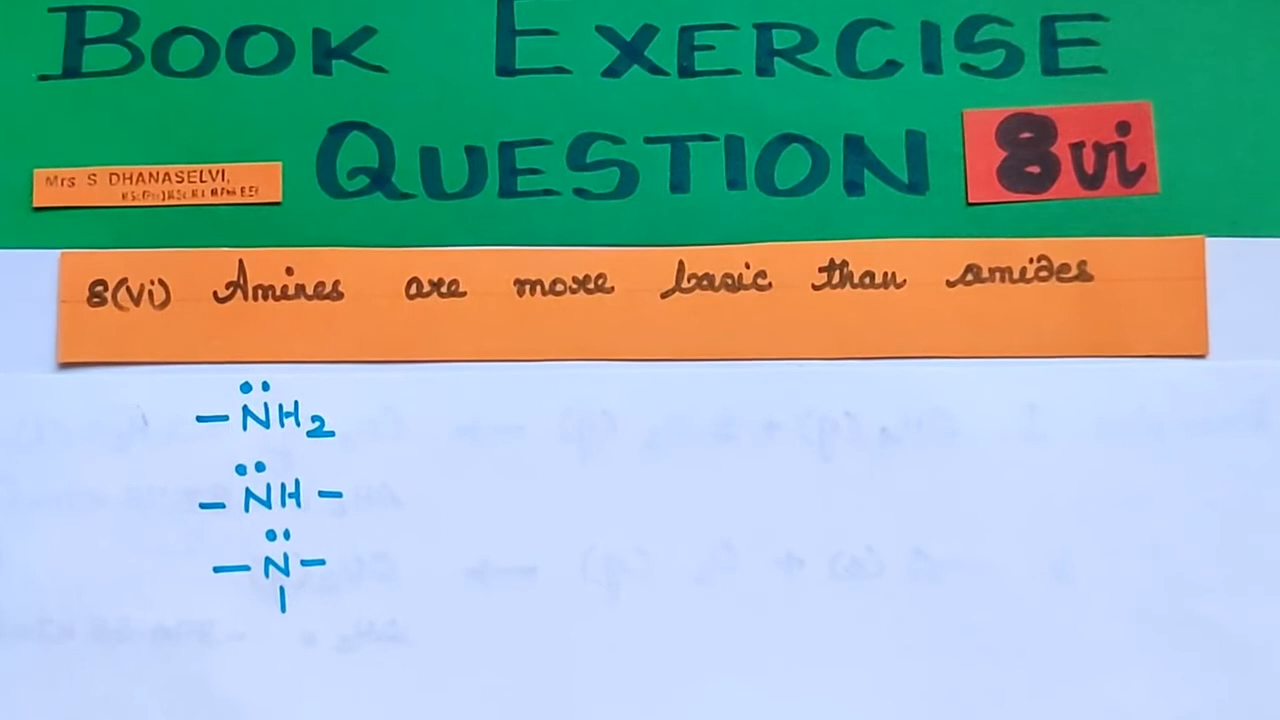 BOOK EXERCISE
QUESTION 8vi
Mrs S DHANASELVI,
8(vi) Amines are more basic than amides
– N̈H₂
– N̈H –
– N̈ –
|